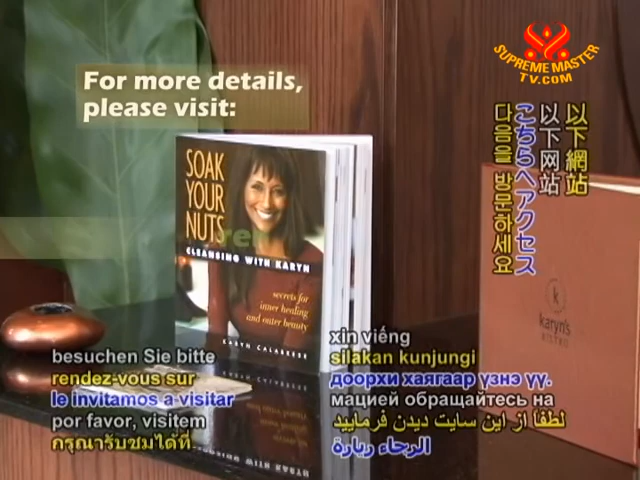 SUPREME MASTER
TV.COM
For more details,
please visit:
以下網站
以下网站
こちらへアクセス
다음을 방문하세요
SOAK
YOUR
NUTS
CLEANSING WITH KARYN
secrets for
inner healing
and outer beauty
KARYN CALABRESE
k
karyn's
besuchen Sie bitte
rendez-vous sur
le invitamos a visitar
por favor, visitem
กรุณารับชมได้ที่
xin viếng
silakan kunjungi
доорхи хаягаар үзнэ үү.
мацией обращайтесь на
لطفا از این سایت دیدن فرمایید
الرجاء زيارة